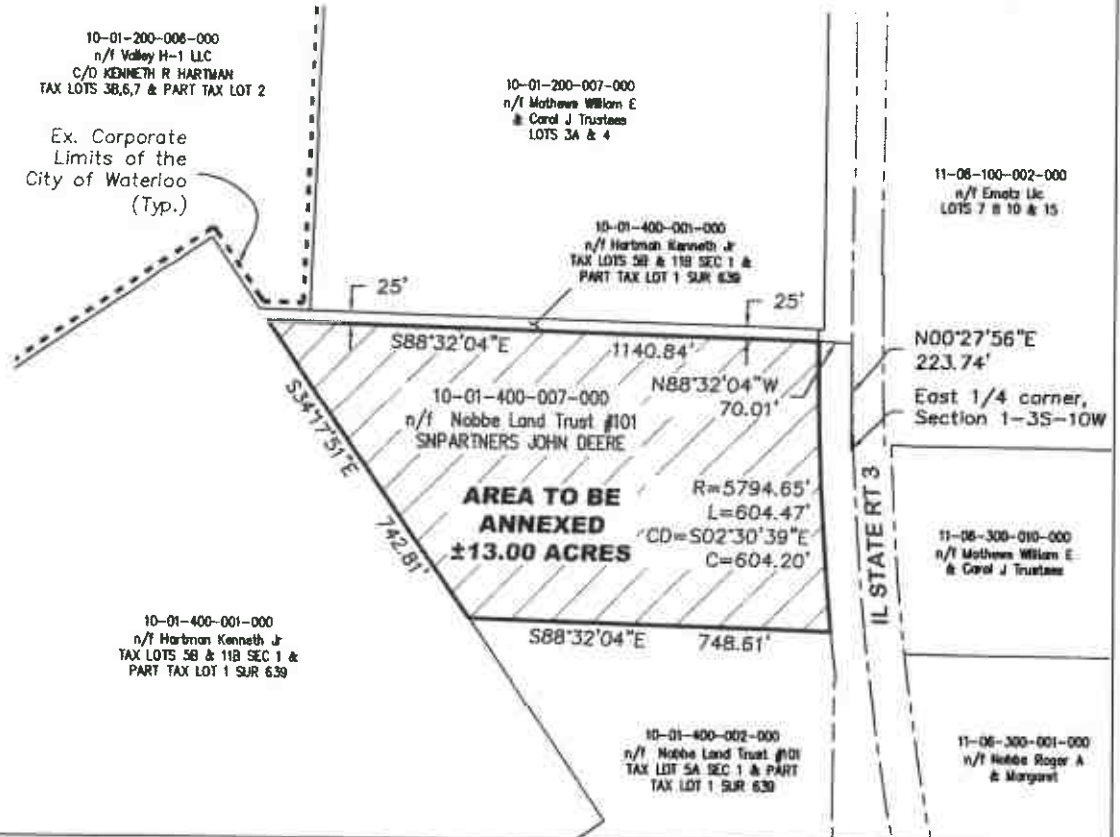 10-01-200-006-000
n/f Valley H-1 LLC
C/O KENNETH R HARTMAN
TAX LOTS 3B,6,7 & PART TAX LOT 2
Ex. Corporate
Limits of the
City of Waterloo
(Typ.)
10-01-200-007-000
n/f Mathews William E
& Carol J Trustees
LOTS 3A & 4
11-06-100-002-000
n/f Ematz Llc
LOTS 7 8 10 & 15
10-01-400-001-000
n/f Hartman Kenneth Jr
TAX LOTS 5B & 11B SEC 1 &
PART TAX LOT 1 SUR 639
25'
25'
S88°32'04"E
1140.84'
N88°32'04"W
70.01'
N00°27'56"E
223.74'
East 1/4 corner,
Section 1-3S-10W
10-01-400-007-000
n/f Nobbe Land Trust #101
SNPARTNERS JOHN DEERE
S34°17'51"E
742.81'
AREA TO BE
ANNEXED
±13.00 ACRES
R=5794.65'
L=604.47'
CD=S02°30'39"E
C=604.20'
IL STATE RT 3
11-06-300-010-000
n/f Mathews William E
& Carol J Trustees
S88°32'04"E
748.61'
10-01-400-001-000
n/f Hartman Kenneth Jr
TAX LOTS 5B & 11B SEC 1 &
PART TAX LOT 1 SUR 639
10-01-400-002-000
n/f Nobbe Land Trust #101
TAX LOT 5A SEC 1 & PART
TAX LOT 1 SUR 639
11-06-300-001-000
n/f Nobbe Roger A
& Margaret